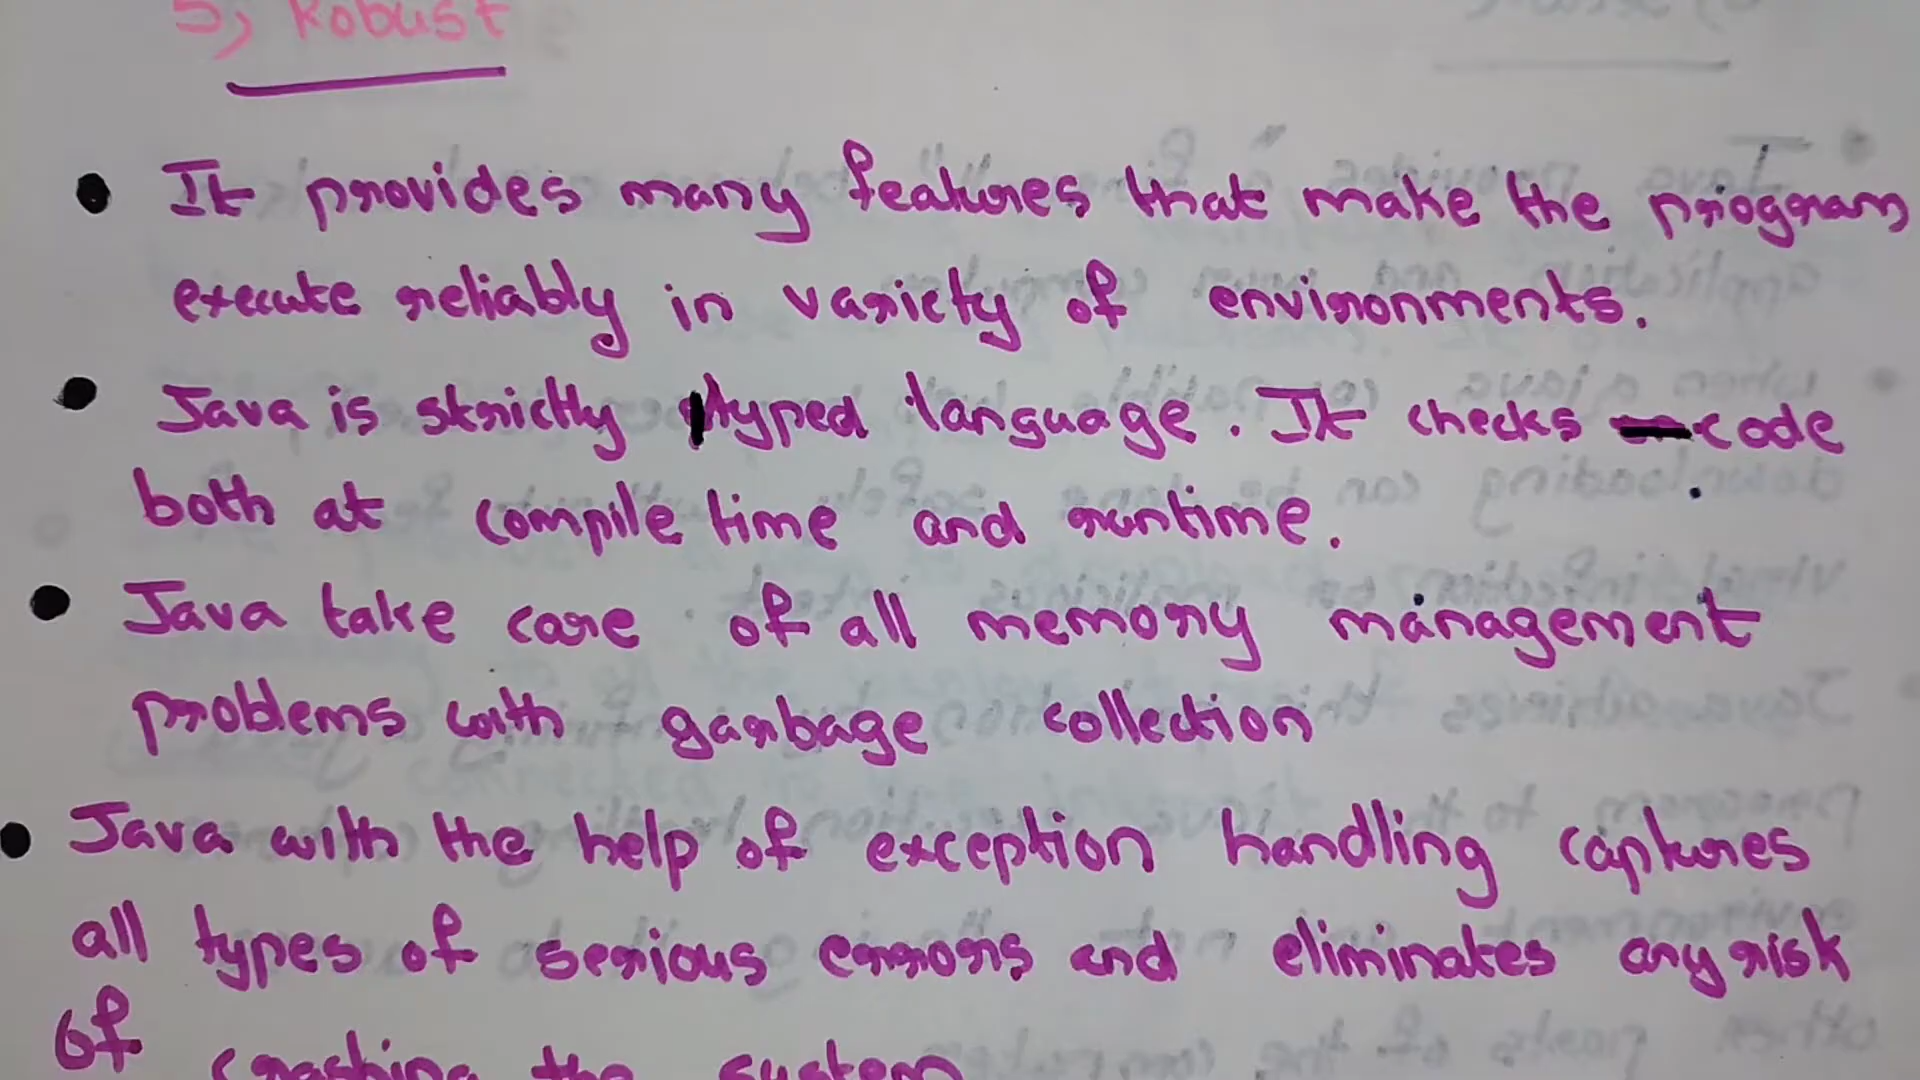 5) Robust
• It provides many features that make the program
execute reliably in variety of environments.
• Java is strictly typed language. It checks code
both at compile time and runtime.
• Java take care of all memory management
problems with garbage collection
• Java with the help of exception handling captures
all types of serious errors and eliminates any risk
of crashing the system